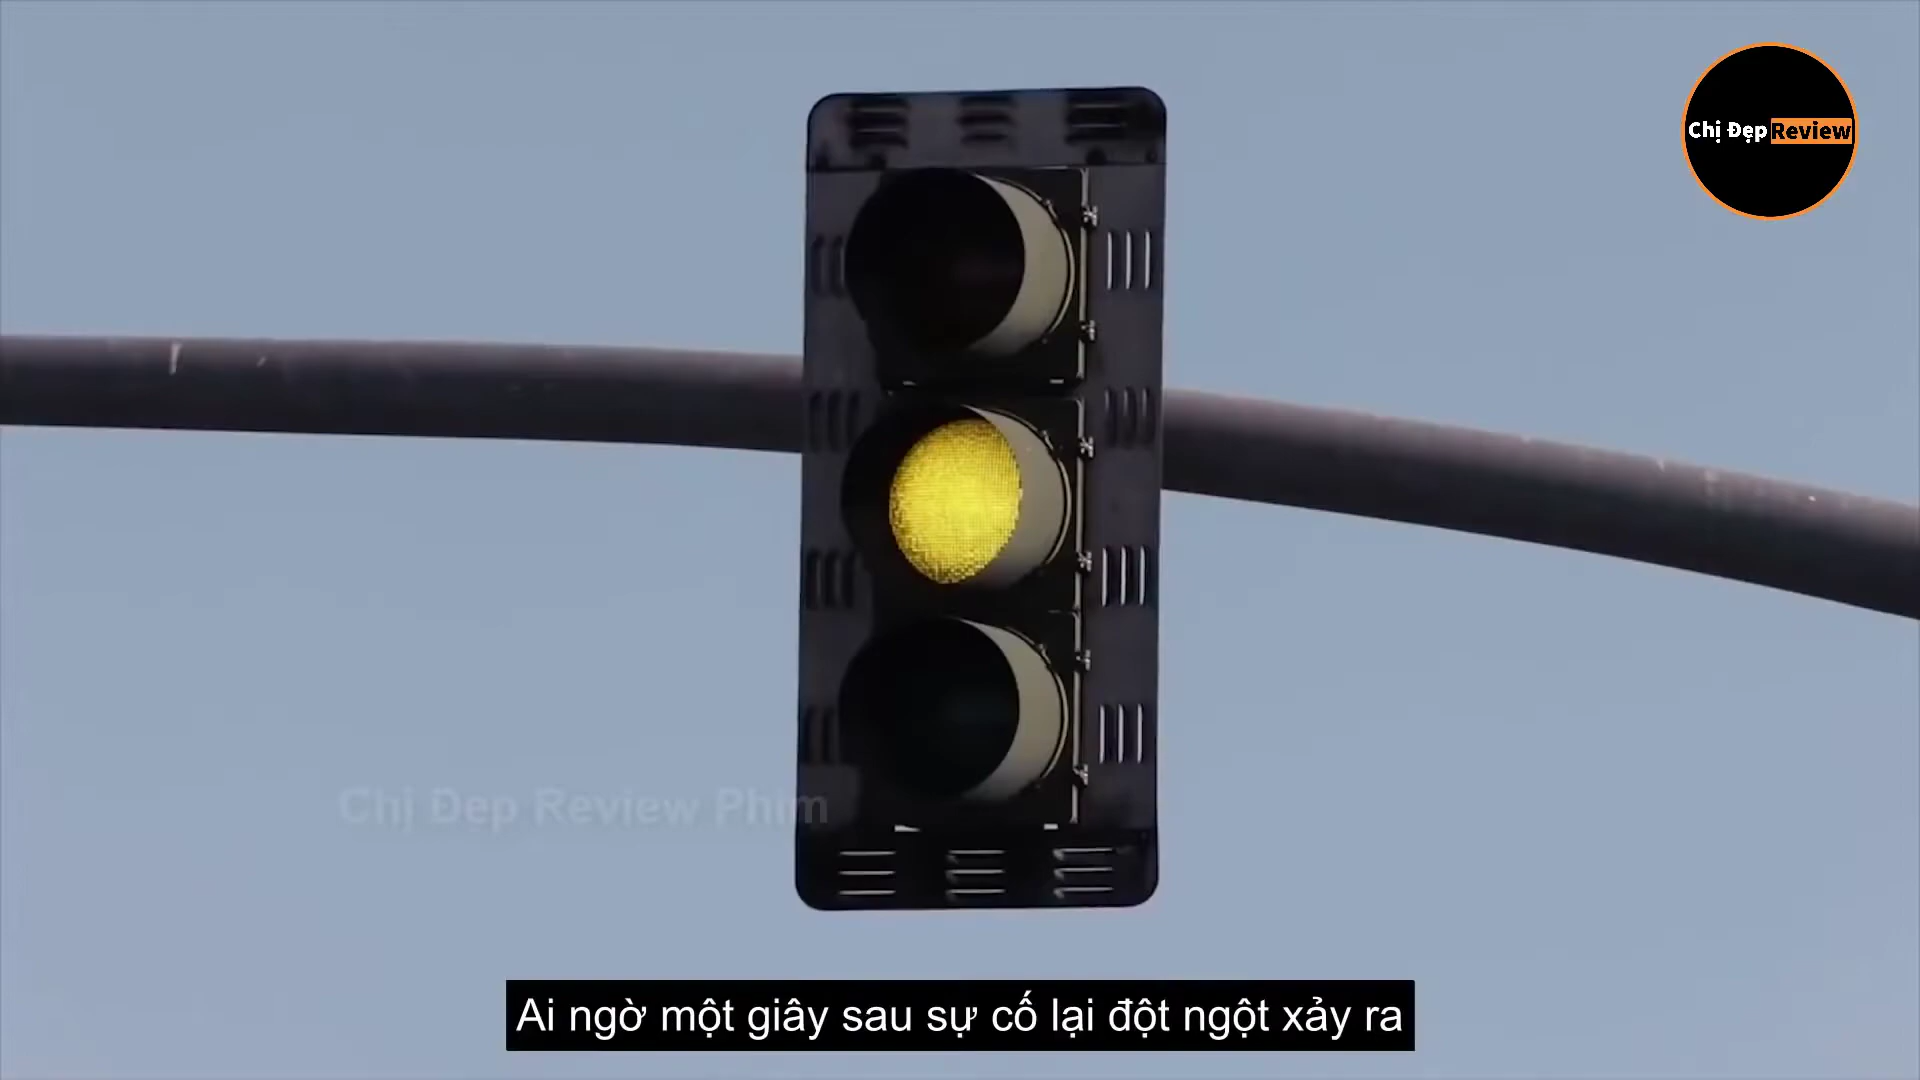 Chị Đẹp Review
Chị Đẹp Review Phim
Ai ngờ một giây sau sự cố lại đột ngột xảy ra